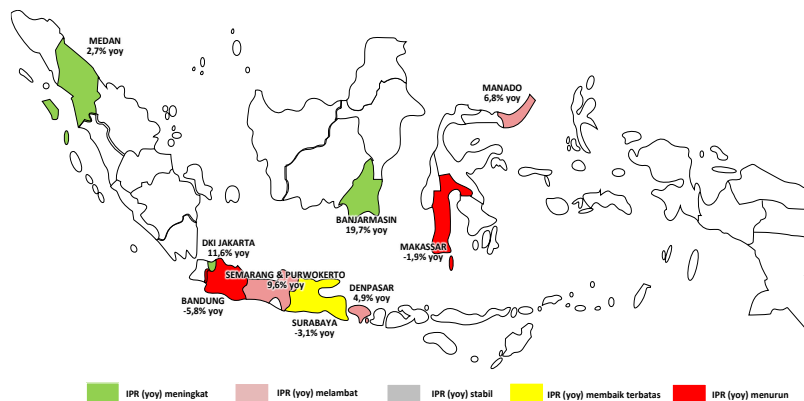 MEDAN
2,7% yoy
MANADO
6,8% yoy
BANJARMASIN
19,7% yoy
DKI JAKARTA
11,6% yoy
MAKASSAR
-1,9% yoy
SEMARANG & PURWOKERTO
9,6% yoy
DENPASAR
4,9% yoy
BANDUNG
-5,8% yoy
SURABAYA
-3,1% yoy
IPR (yoy) meningkat
IPR (yoy) melambat
IPR (yoy) stabil
IPR (yoy) membaik terbatas
IPR (yoy) menurun